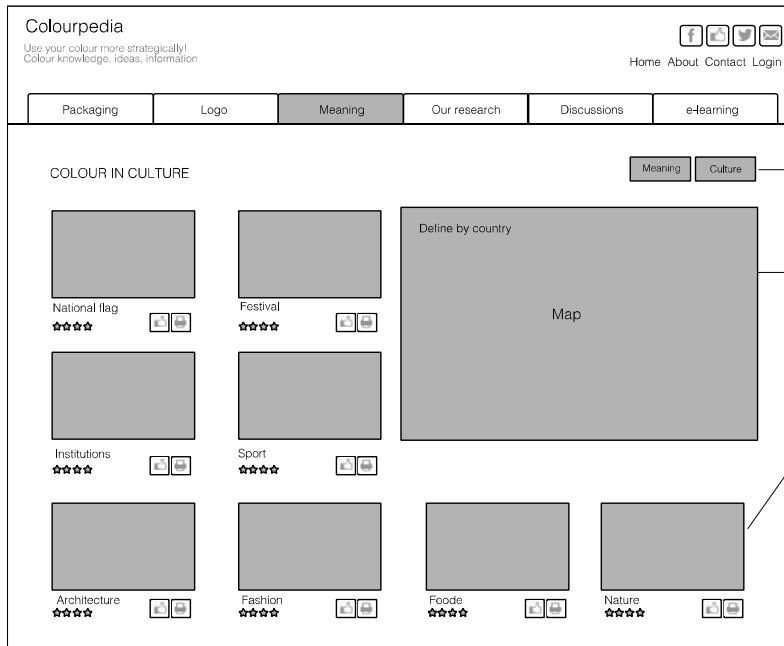 Colourpedia
Use your colour more strategically!
Colour knowledge, ideas, information
Home About Contact Login
Packaging Logo Meaning Our research Discussions e-learning
COLOUR IN CULTURE
Meaning Culture
Define by country
Map
National flag
Festival
Institutions
Sport
Architecture
Fashion
Foode
Nature